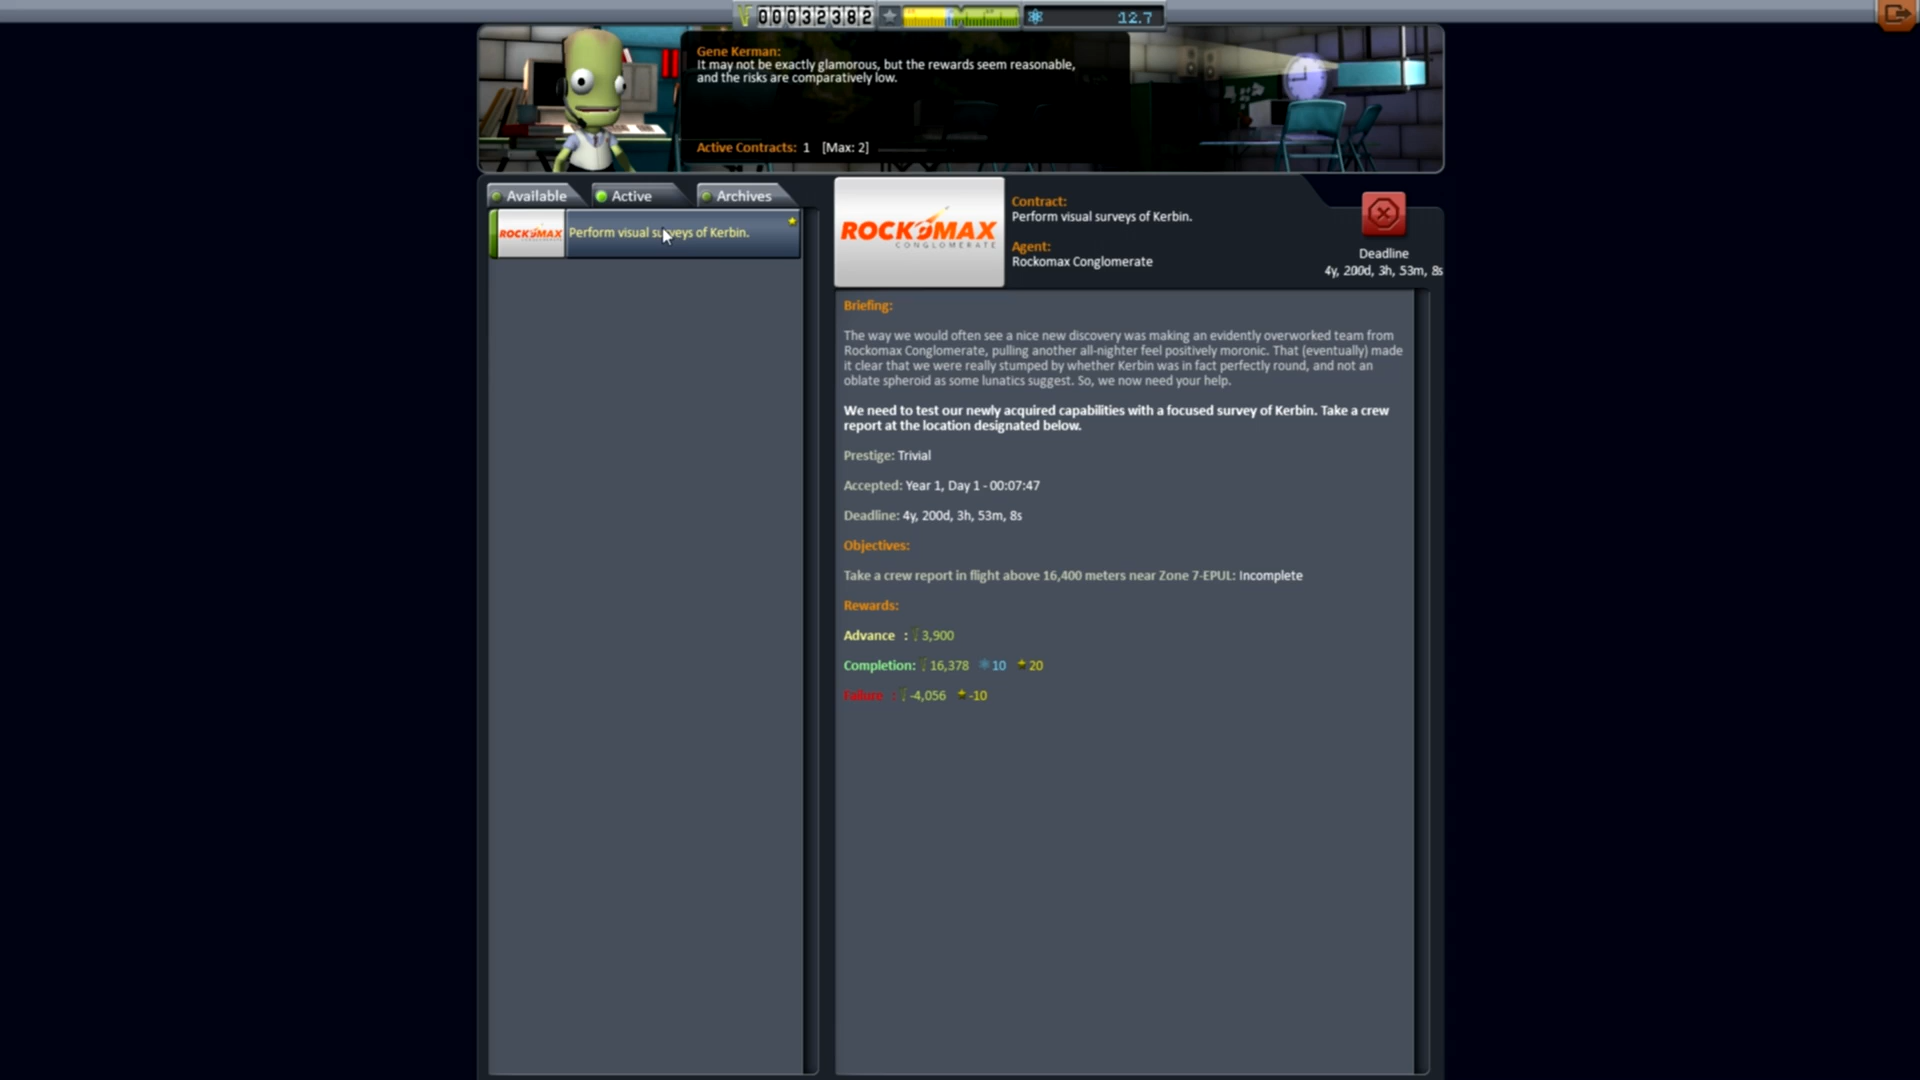 00032382
12.7
Gene Kerman:
It may not be exactly glamorous, but the rewards seem reasonable,
and the risks are comparatively low.
Active Contracts: 1 [Max: 2]
Available
Active
Archives
ROCKOMAX
CONGLOMERATE
Perform visual surveys of Kerbin.
ROCKOMAX
CONGLOMERATE
Contract:
Perform visual surveys of Kerbin.
Agent:
Rockomax Conglomerate
Deadline
4y, 200d, 3h, 53m, 8s
Briefing:
The way we would often see a nice new discovery was making an evidently overworked team from
Rockomax Conglomerate, pulling another all-nighter feel positively moronic. That (eventually) made
it clear that we were really stumped by whether Kerbin was in fact perfectly round, and not an
oblate spheroid as some lunatics suggest. So, we now need your help.
We need to test our newly acquired capabilities with a focused survey of Kerbin. Take a crew
report at the location designated below.
Prestige: Trivial
Accepted: Year 1, Day 1 - 00:07:47
Deadline: 4y, 200d, 3h, 53m, 8s
Objectives:
Take a crew report in flight above 16,400 meters near Zone 7-EPUL: Incomplete
Rewards:
Advance : 3,900
Completion: 16,378 10 20
Failure : -4,056 -10